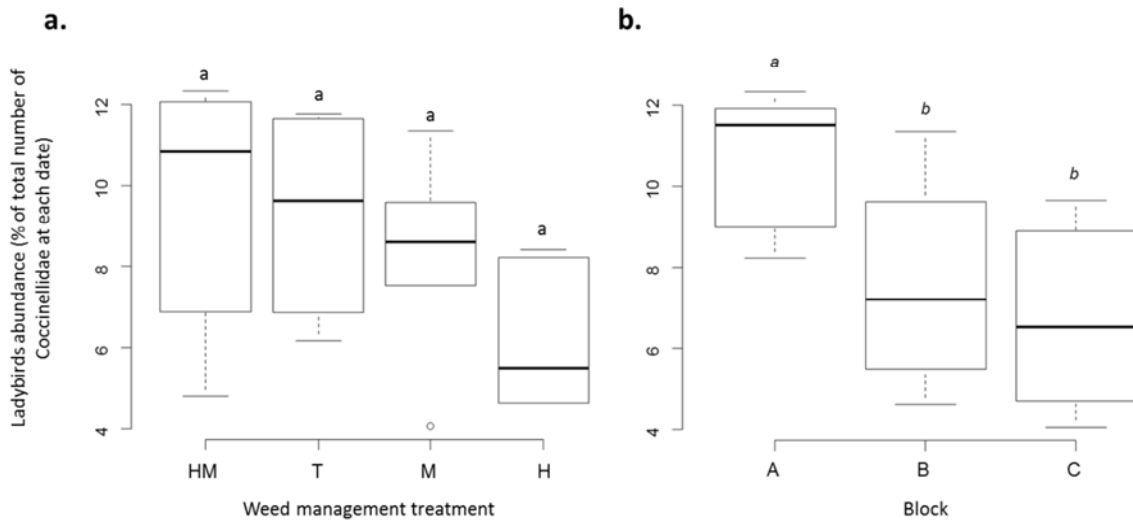 a.
b.
Ladybirds abundance (% of total number of
Coccinellidae at each date)
12
10
8
6
4
a
a
a
a
HM T M H
Weed management treatment
12
10
8
6
4
a
b
b
A B C
Block